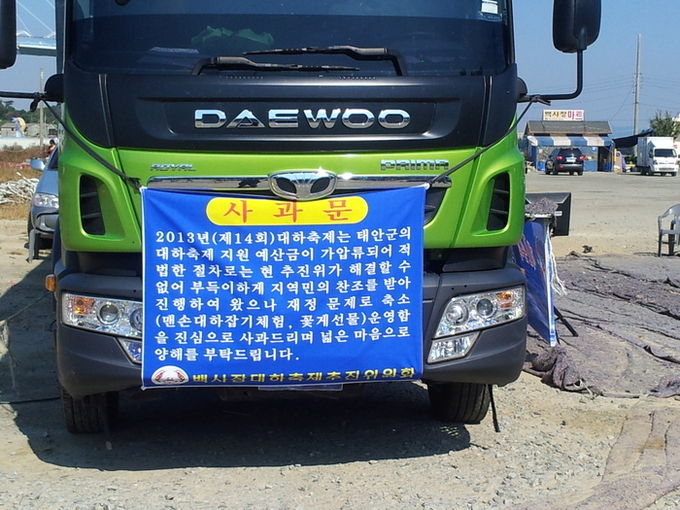 DAEWOO
ROYAL
PRIMA
백사장마트
사과문
2013년(제14회)대하축제는 태안군의
대하축제 지원 예산금이 가압류되어 적
법한 절차로는 현 추진위가 해결할 수
없어 부득이하게 지역민의 찬조를 받아
진행하여 왔으나 재정 문제로 축소
(맨손대하잡기체험, 꽃게선물)운영함
을 진심으로 사과드리며 넓은 마음으로
양해를 부탁드립니다.
백사장대하축제추진위원회